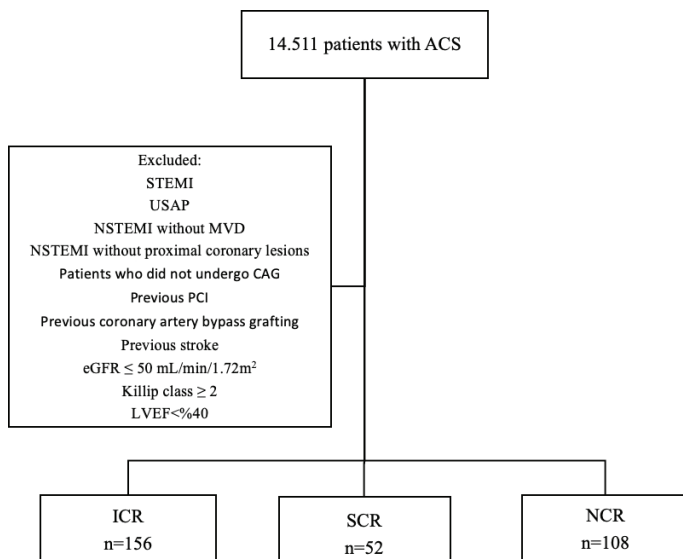 14.511 patients with ACS
Excluded:
STEMI
USAP
NSTEMI without MVD
NSTEMI without proximal coronary lesions
Patients who did not undergo CAG
Previous PCI
Previous coronary artery bypass grafting
Previous stroke
eGFR ≤ 50 mL/min/1.72m²
Killip class ≥ 2
LVEF<%40
ICR
n=156
SCR
n=52
NCR
n=108